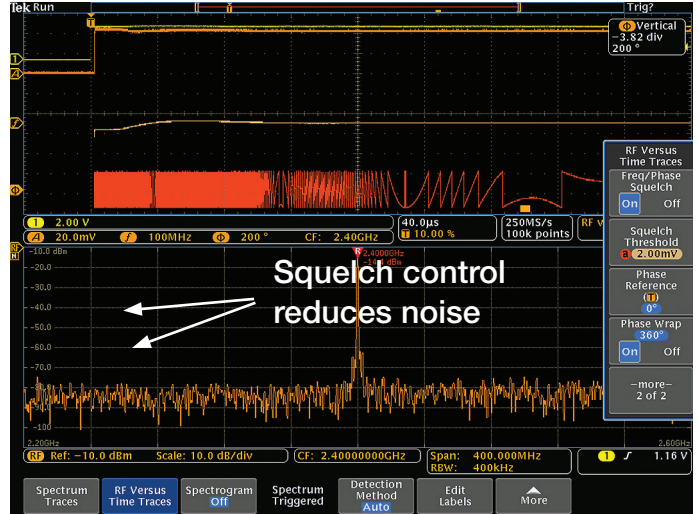 Tek Run
Trig?
T
Φ Vertical
-3.82 div
200 °
1
A
f
Φ
RF Versus
Time Traces
Freq/Phase
Squelch
On Off
Squelch
Threshold
a 2.00mV
Phase
Reference
(T)
0°
Phase Wrap
360°
On Off
-more-
2 of 2
1 2.00 V
A 20.0mV f 100MHz Φ 200 ° CF: 2.40GHz
40.0µs
T 10.00 %
250MS/s
100k points
RF
RF
N
-10.0 dBm
-20.0
-30.0
-40.0
-50.0
-60.0
-70.0
-80.0
-90.0
-100
R
2.4000GHz
Squelch control
reduces noise
2.20GHz
2.60GHz
RF Ref: -10.0 dBm Scale: 10.0 dB/div
CF: 2.40000000GHz
Span: 400.000MHz
RBW: 400kHz
1 1.16 V
Spectrum
Traces
RF Versus
Time Traces
Spectrogram
Off
Spectrum
Triggered
Detection
Method
Auto
Edit
Labels
More